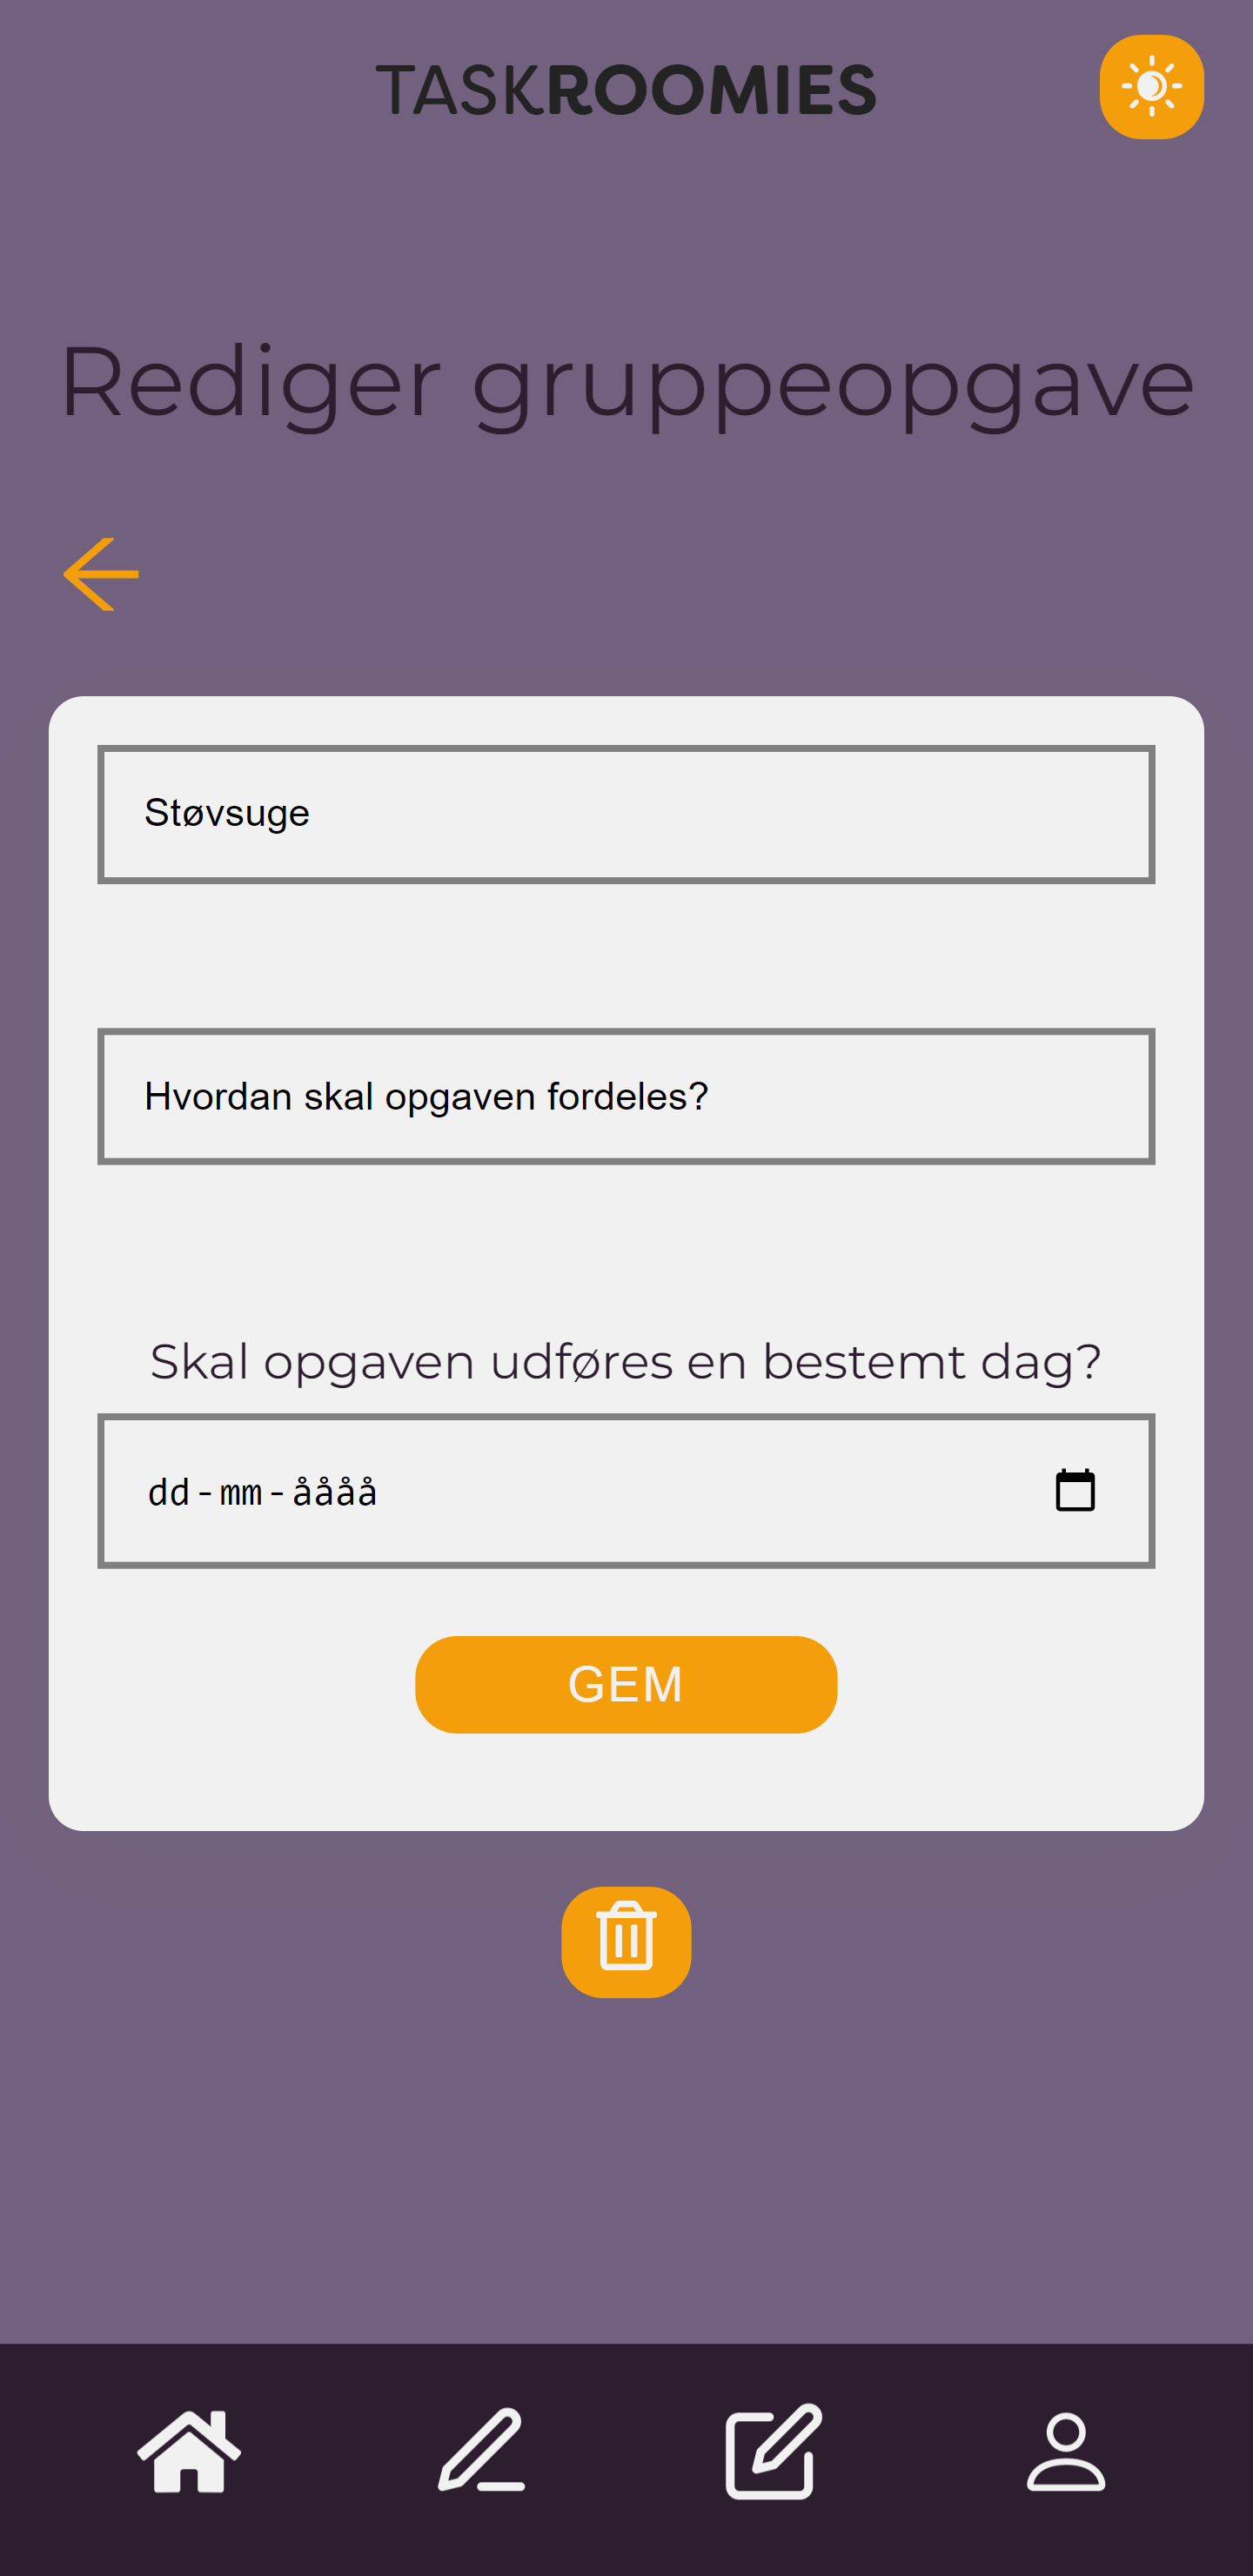 TASKROOMIES
Rediger gruppeopgave
Støvsuge
Hvordan skal opgaven fordeles?
Skal opgaven udføres en bestemt dag?
dd-mm-åååå
GEM